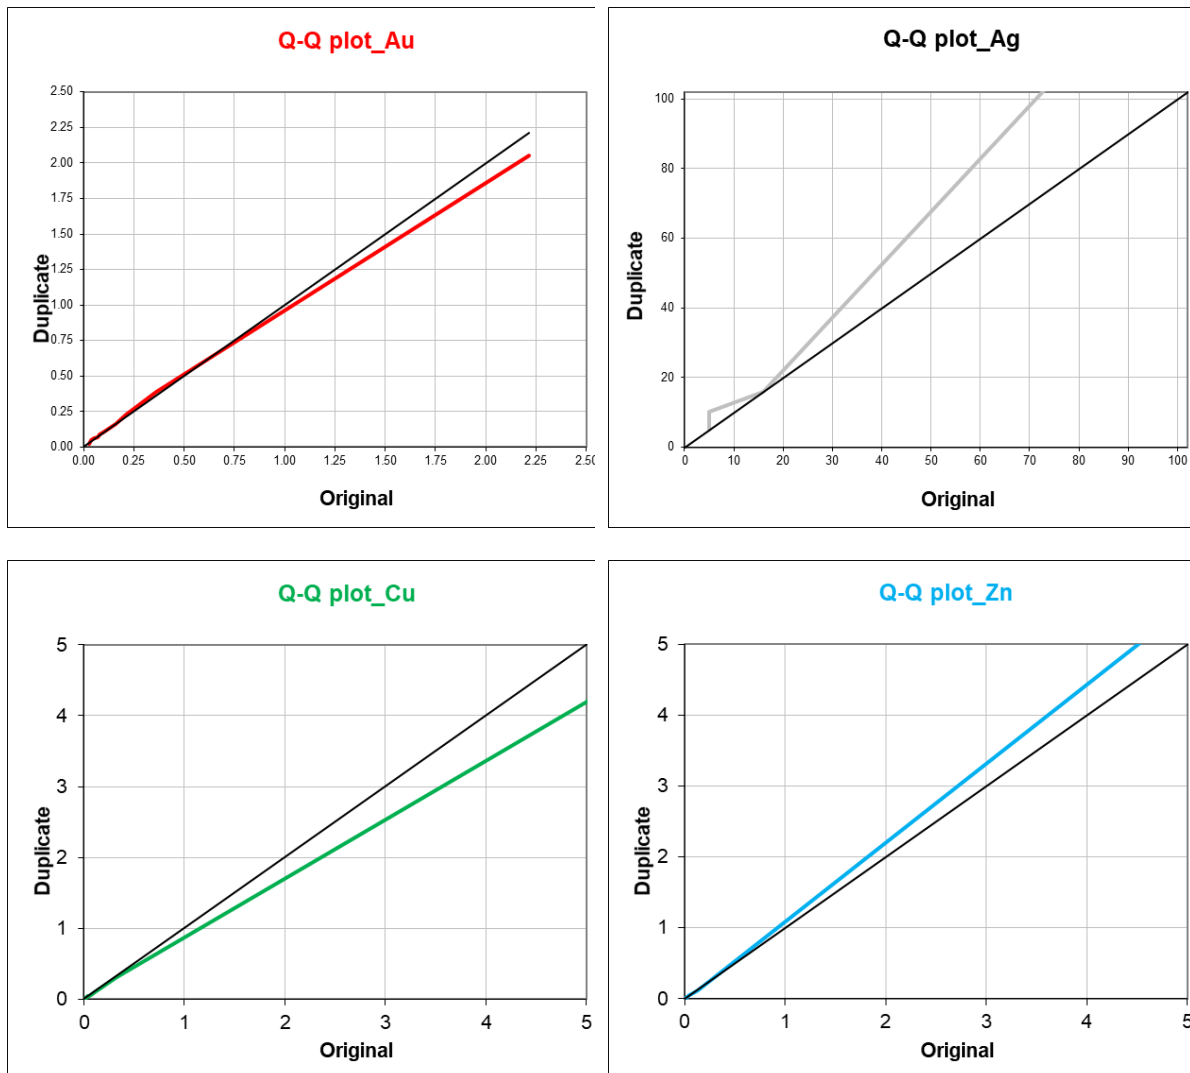 Q-Q plot_Au
2.50
2.25
2.00
1.75
1.50
1.25
1.00
0.75
0.50
0.25
0.00
0.00 0.25 0.50 0.75 1.00 1.25 1.50 1.75 2.00 2.25 2.50
Duplicate
Original
Q-Q plot_Ag
100
80
60
40
20
0
0 10 20 30 40 50 60 70 80 90 100
Duplicate
Original
Q-Q plot_Cu
5
4
3
2
1
0
0 1 2 3 4 5
Duplicate
Original
Q-Q plot_Zn
5
4
3
2
1
0
0 1 2 3 4 5
Duplicate
Original